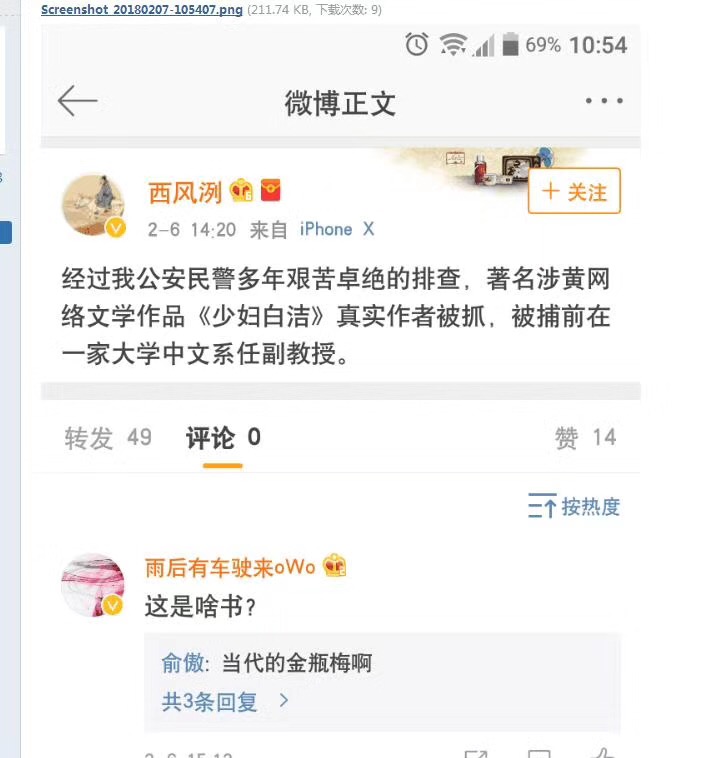 Screenshot_20180207-105407.png (211.74 KB, 下载次数: 9)
69% 10:54
微博正文
西风洌
+ 关注
2-6 14:20 来自 iPhone X
经过我公安民警多年艰苦卓绝的排查，著名涉黄网
络文学作品《少妇白洁》真实作者被抓，被捕前在
一家大学中文系任副教授。
转发 49 评论 0 赞 14
按热度
雨后有车驶来oWo
这是啥书？
俞傲: 当代的金瓶梅啊
共3条回复 >